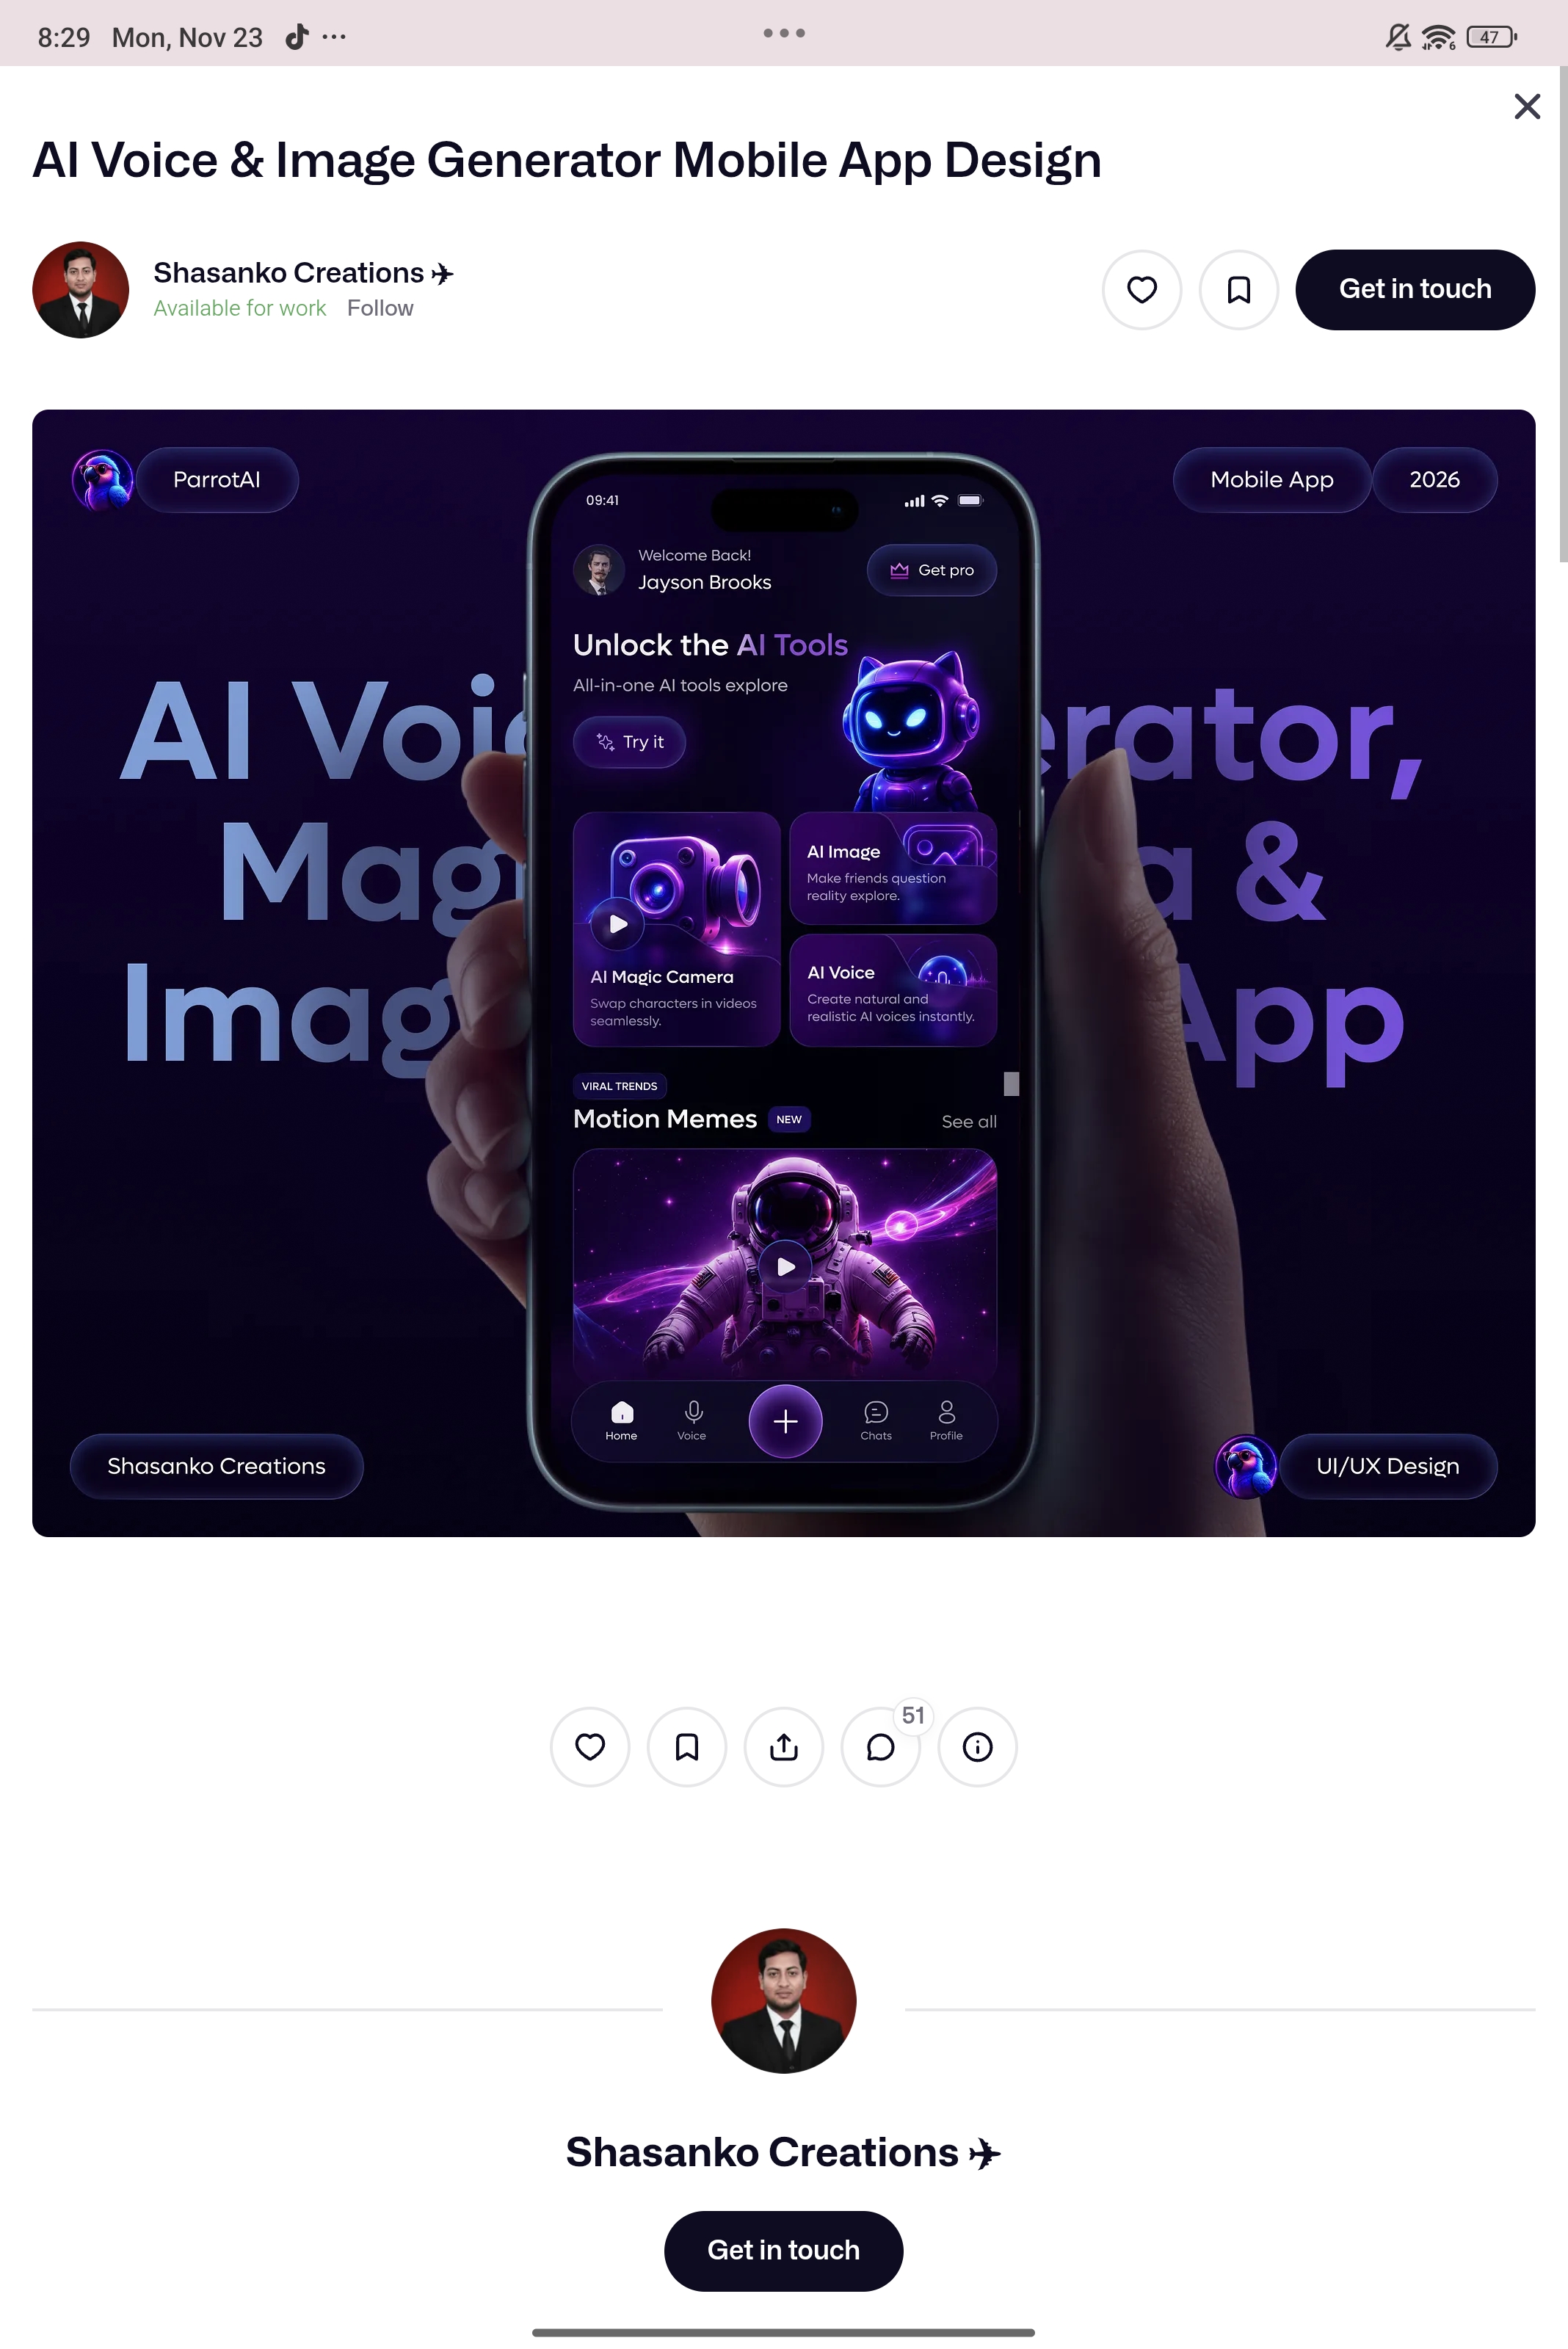 8:29 Mon, Nov 23
47
AI Voice & Image Generator Mobile App Design
Shasanko Creations
Available for work Follow
Get in touch
ParrotAI
Mobile App
2026
AI
Shasanko Creations
UI/UX Design
09:41
Welcome Back!
Jayson Brooks
Get pro
Unlock the AI Tools
All-in-one AI tools explore
Try it
AI Magic Camera
Swap characters in videos
seamlessly.
AI Image
Make friends question
reality explore.
AI Voice
Create natural and
realistic AI voices instantly.
VIRAL TRENDS
Motion Memes NEW
See all
Home
Voice
Chats
Profile
&
App
51
Shasanko Creations
Get in touch